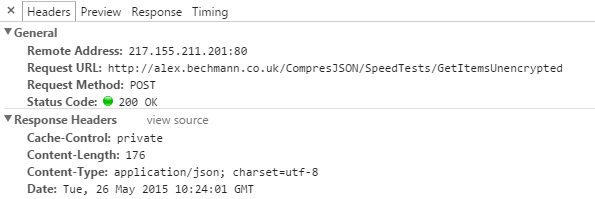 × Headers Preview Response Timing
▼General
Remote Address: 217.155.211.201:80
Request URL: http://alex.bechmann.co.uk/CompresJSON/SpeedTests/GetItemsUnencrypted
Request Method: POST
Status Code: 200 OK
▼Response Headers view source
Cache-Control: private
Content-Length: 176
Content-Type: application/json; charset=utf-8
Date: Tue, 26 May 2015 10:24:01 GMT